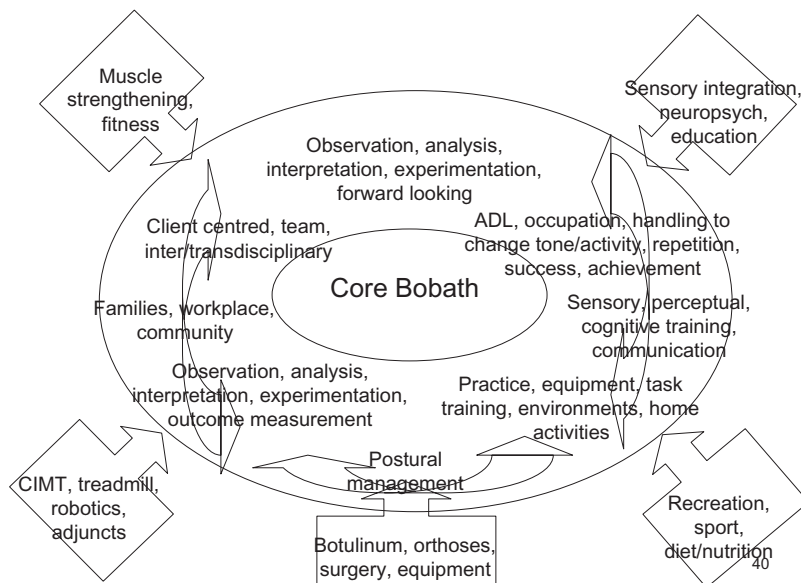 Muscle
strengthening,
fitness
Sensory integration,
neuropsych,
education
Observation, analysis,
interpretation, experimentation,
forward looking
Client centred, team,
inter/transdisciplinary
ADL, occupation, handling to
change tone/activity, repetition,
success, achievement
Core Bobath
Families, workplace,
community
Sensory, perceptual,
cognitive training,
communication
Observation, analysis,
interpretation, experimentation,
outcome measurement
Practice, equipment, task
training, environments, home
activities
Postural
management
CIMT, treadmill,
robotics,
adjuncts,
Botulinum, orthoses,
surgery, equipment
Recreation,
sport,
diet/nutrition
40